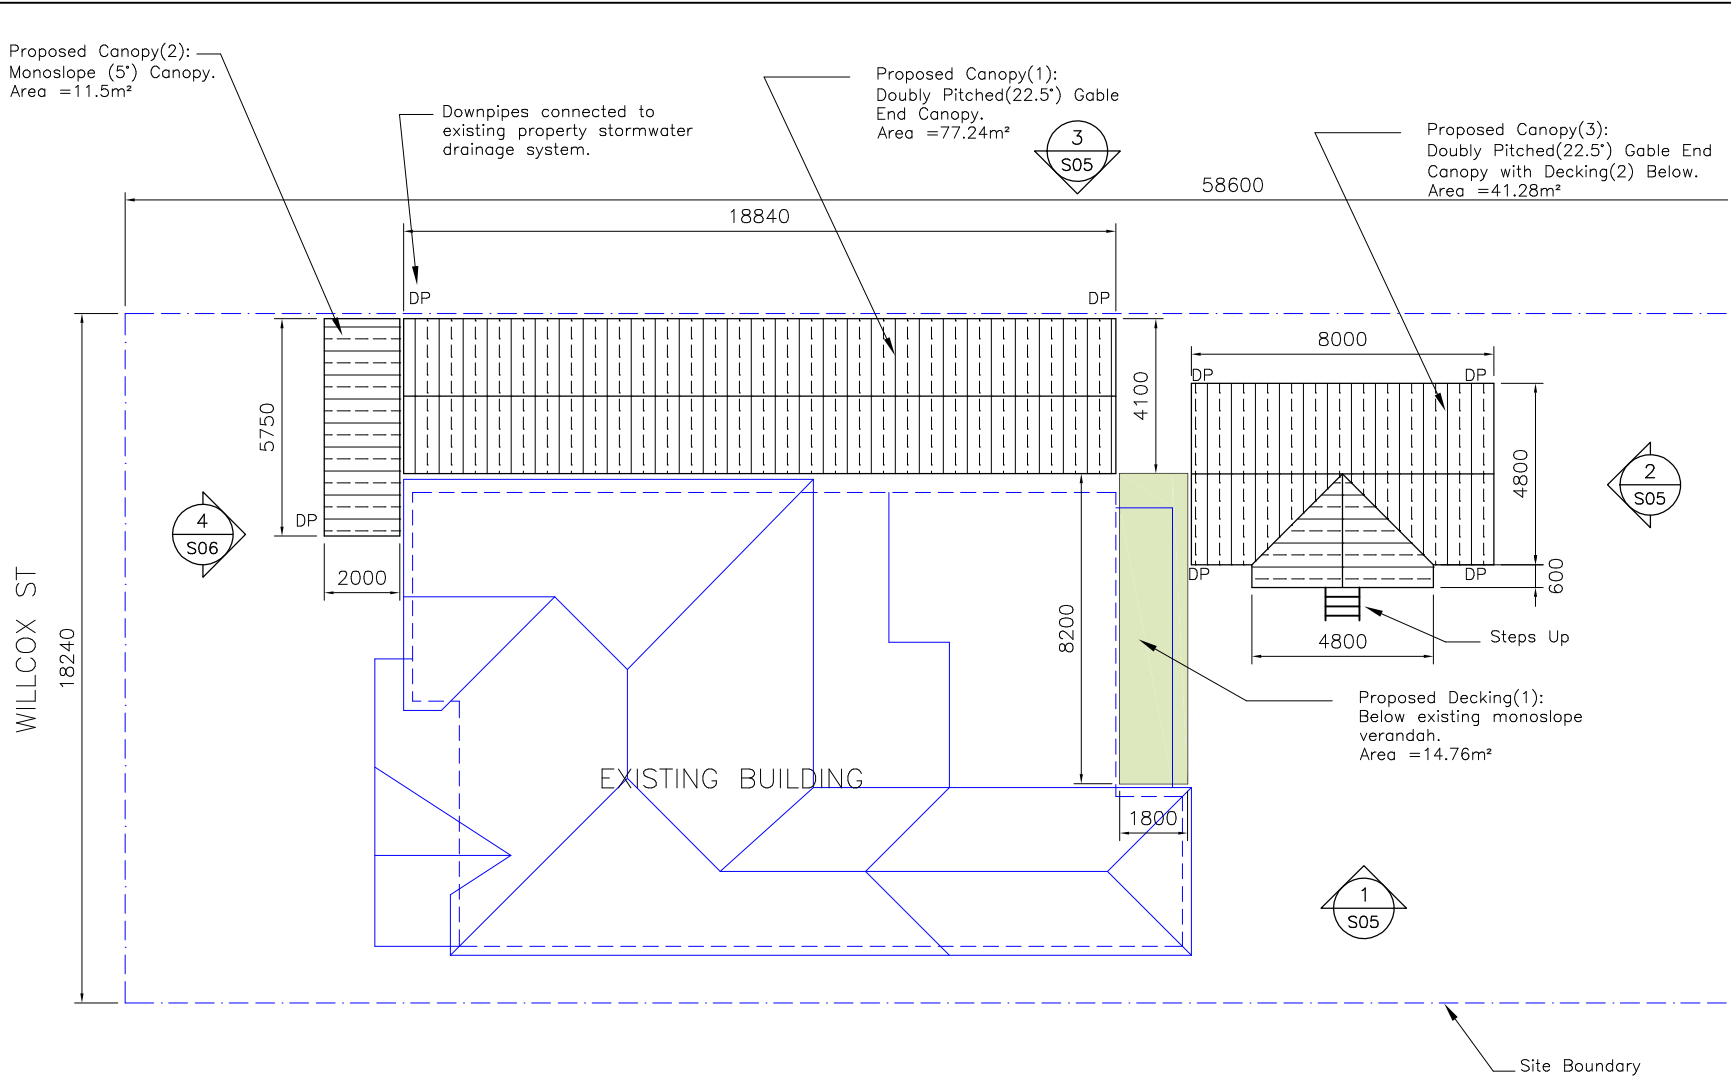 Proposed Canopy(2):
Monoslope (5°) Canopy.
Area =11.5m²
Downpipes connected to
existing property stormwater
drainage system.
Proposed Canopy(1):
Doubly Pitched(22.5°) Gable
End Canopy.
Area =77.24m²
3
S05
Proposed Canopy(3):
Doubly Pitched(22.5°) Gable End
Canopy with Decking(2) Below.
Area =41.28m²
58600
18840
DP
DP
8000
DP
DP
5750
4100
4800
2
S05
4
S06
DP
2000
DP
DP
600
WILLCOX ST
18240
8200
4800
Steps Up
Proposed Decking(1):
Below existing monoslope
verandah.
Area =14.76m²
EXISTING BUILDING
1800
1
S05
Site Boundary